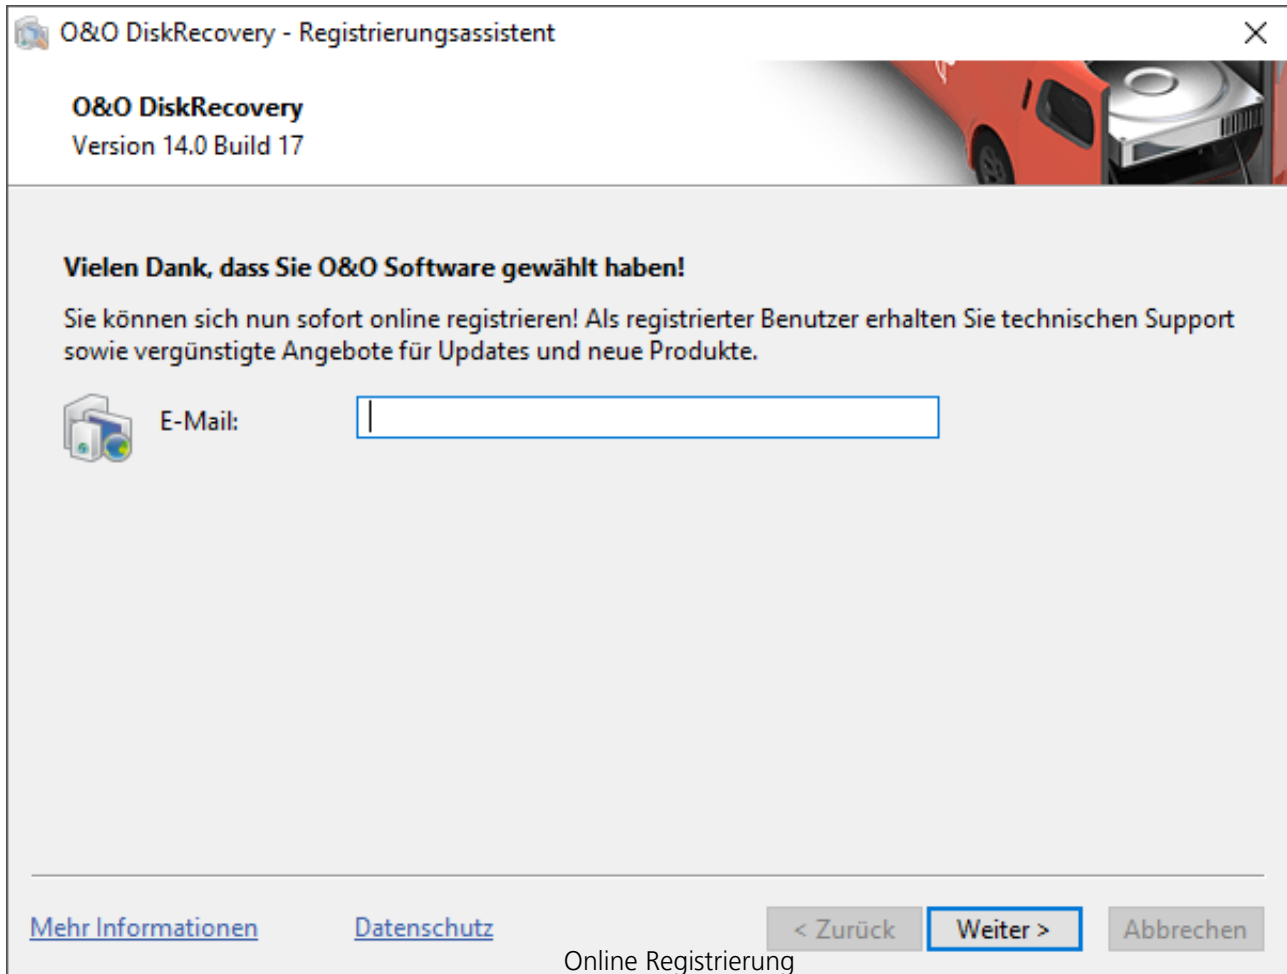 O&O DiskRecovery - Registrierungsassistent
O&O DiskRecovery
Version 14.0 Build 17
Vielen Dank, dass Sie O&O Software gewählt haben!
Sie können sich nun sofort online registrieren! Als registrierter Benutzer erhalten Sie technischen Support
sowie vergünstigte Angebote für Updates und neue Produkte.
E-Mail:
Mehr Informationen Datenschutz < Zurück Weiter > Abbrechen
Online Registrierung